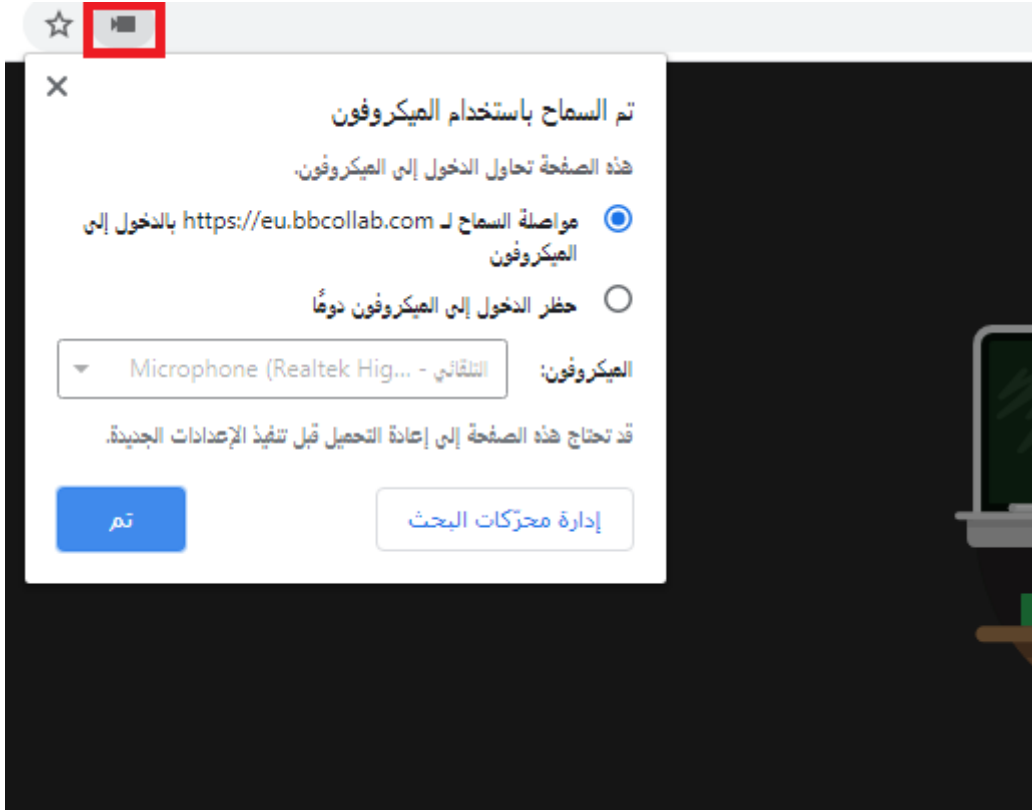 تم السماح باستخدام الميكروفون
هذه الصفحة تحاول الدخول إلى الميكروفون.
مواصلة السماح لـ https://eu.bbcollab.com بالدخول إلى
الميكروفون
حظر الدخول إلى الميكروفون دومًا
الميكروفون: التلقائي - Microphone (Realtek Hig...
قد تحتاج هذه الصفحة إلى إعادة التحميل قبل تنفيذ الإعدادات الجديدة.
إدارة محرّكات البحث
تم